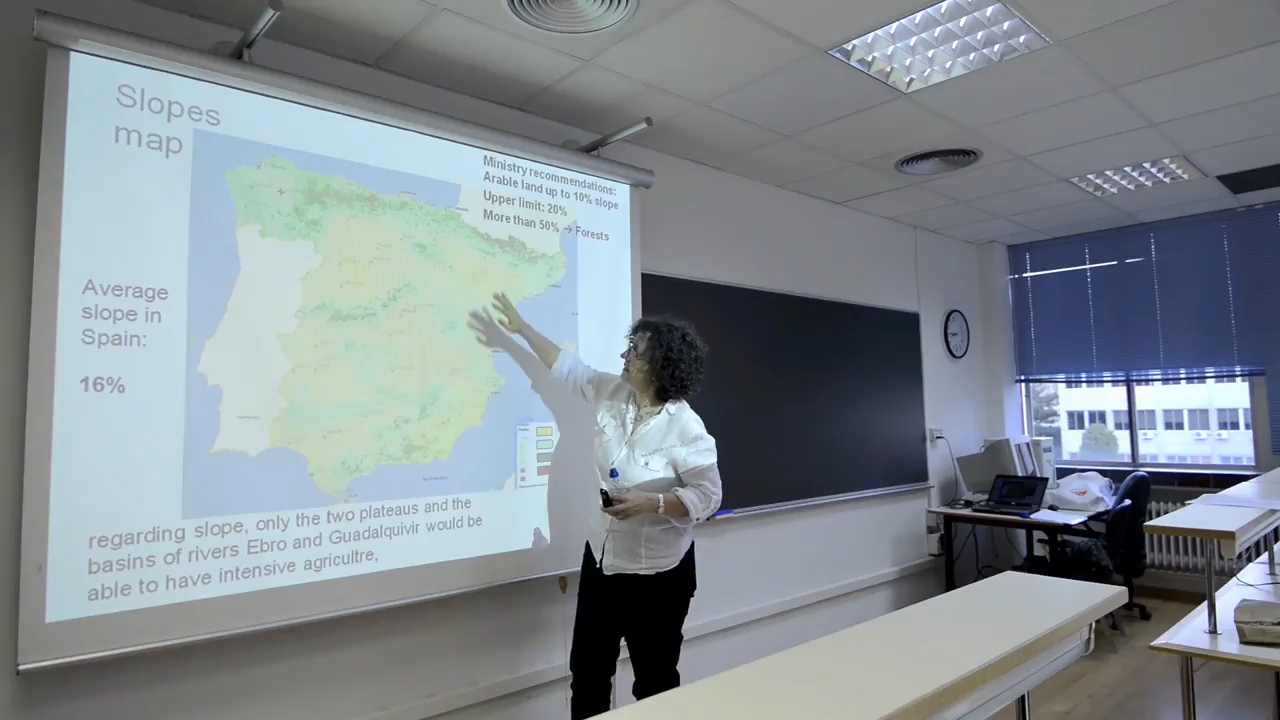 Slopes
map
Ministry recommendations:
Arable land up to 10% slope
Upper limit: 20%
More than 50% → Forests
Average
slope in
Spain:
16%
regarding slope, only the two plateaus and the
basins of rivers Ebro and Guadalquivir would be
able to have intensive agricultre,